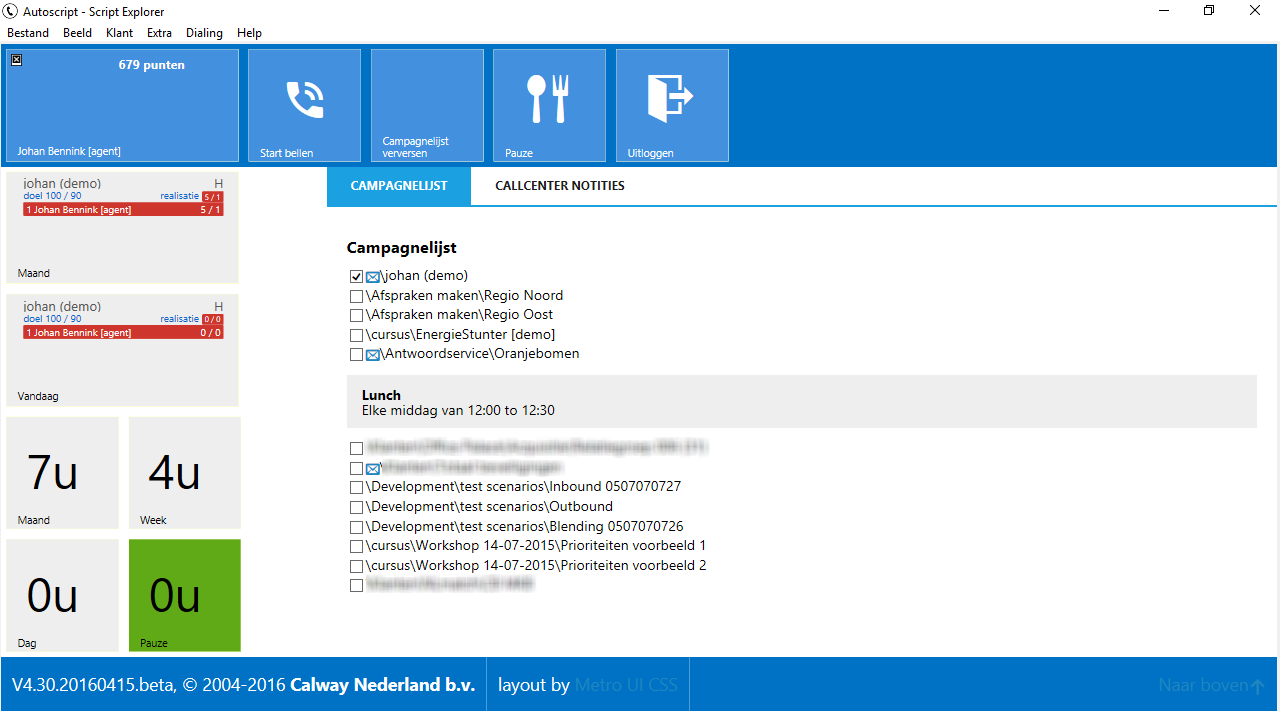 Autoscript - Script Explorer
Bestand Beeld Klant Extra Dialing Help
679 punten
Johan Bennink [agent]
Start bellen
Campagnelijst
verversen
Pauze
Uitloggen
johan (demo) H
doel 100 / 90 realisatie 5 / 1
1 Johan Bennink [agent] 5 / 1
Maand
johan (demo) H
doel 100 / 90 realisatie 0 / 0
1 Johan Bennink [agent] 0 / 0
Vandaag
7u
Maand
4u
Week
0u
Dag
0u
Pauze
CAMPAGNELIJST CALLCENTER NOTITIES
Campagnelijst
\johan (demo)
\Afspraken maken\Regio Noord
\Afspraken maken\Regio Oost
\cursus\EnergieStunter [demo]
\Antwoordservice\Oranjebomen
Lunch
Elke middag van 12:00 to 12:30
\Development\test scenarios\Inbound 0507070727
\Development\test scenarios\Outbound
\Development\test scenarios\Blending 0507070726
\cursus\Workshop 14-07-2015\Prioriteiten voorbeeld 1
\cursus\Workshop 14-07-2015\Prioriteiten voorbeeld 2
V4.30.20160415.beta, © 2004-2016 Calway Nederland b.v. layout by Metro UI CSS Naar boven